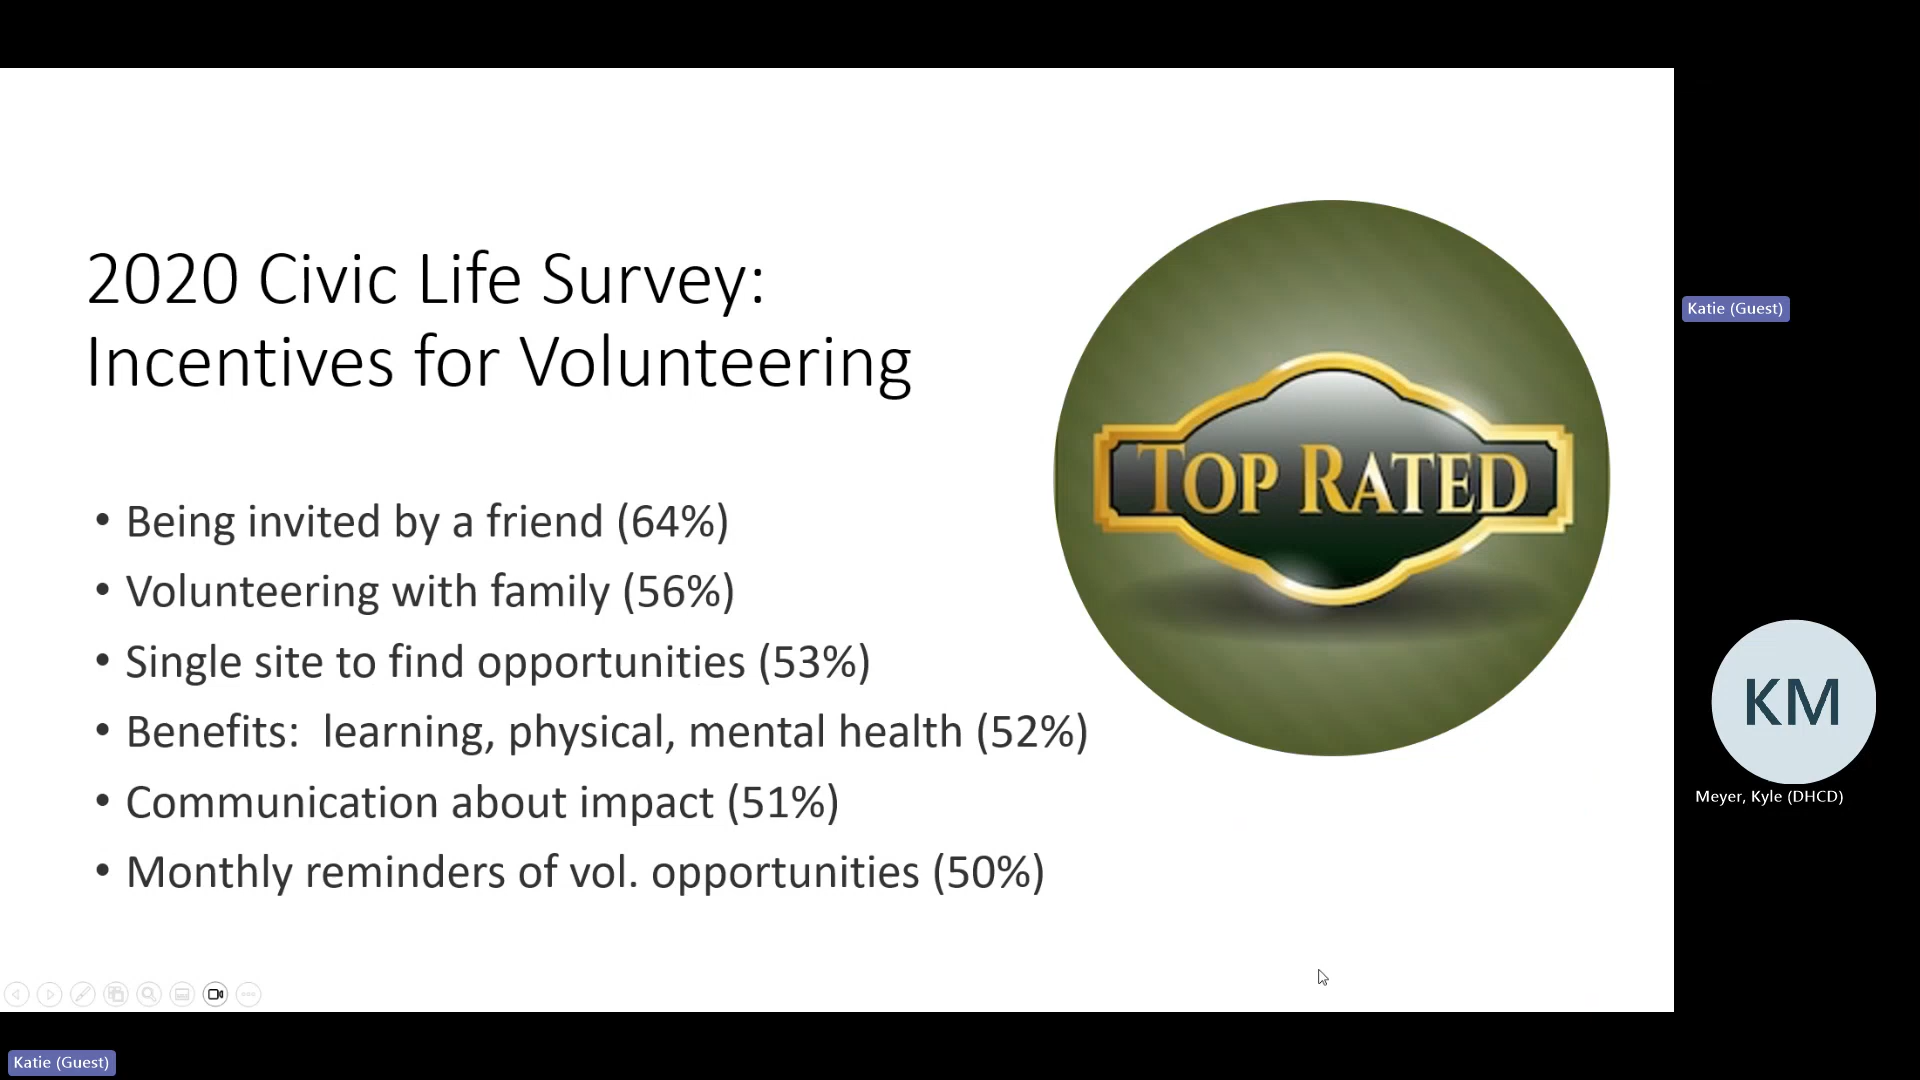 2020 Civic Life Survey:
Incentives for Volunteering
• Being invited by a friend (64%)
• Volunteering with family (56%)
• Single site to find opportunities (53%)
• Benefits:  learning, physical, mental health (52%)
• Communication about impact (51%)
• Monthly reminders of vol. opportunities (50%)
TOP RATED
Katie (Guest)
KM
Meyer, Kyle (DHCD)
Katie (Guest)